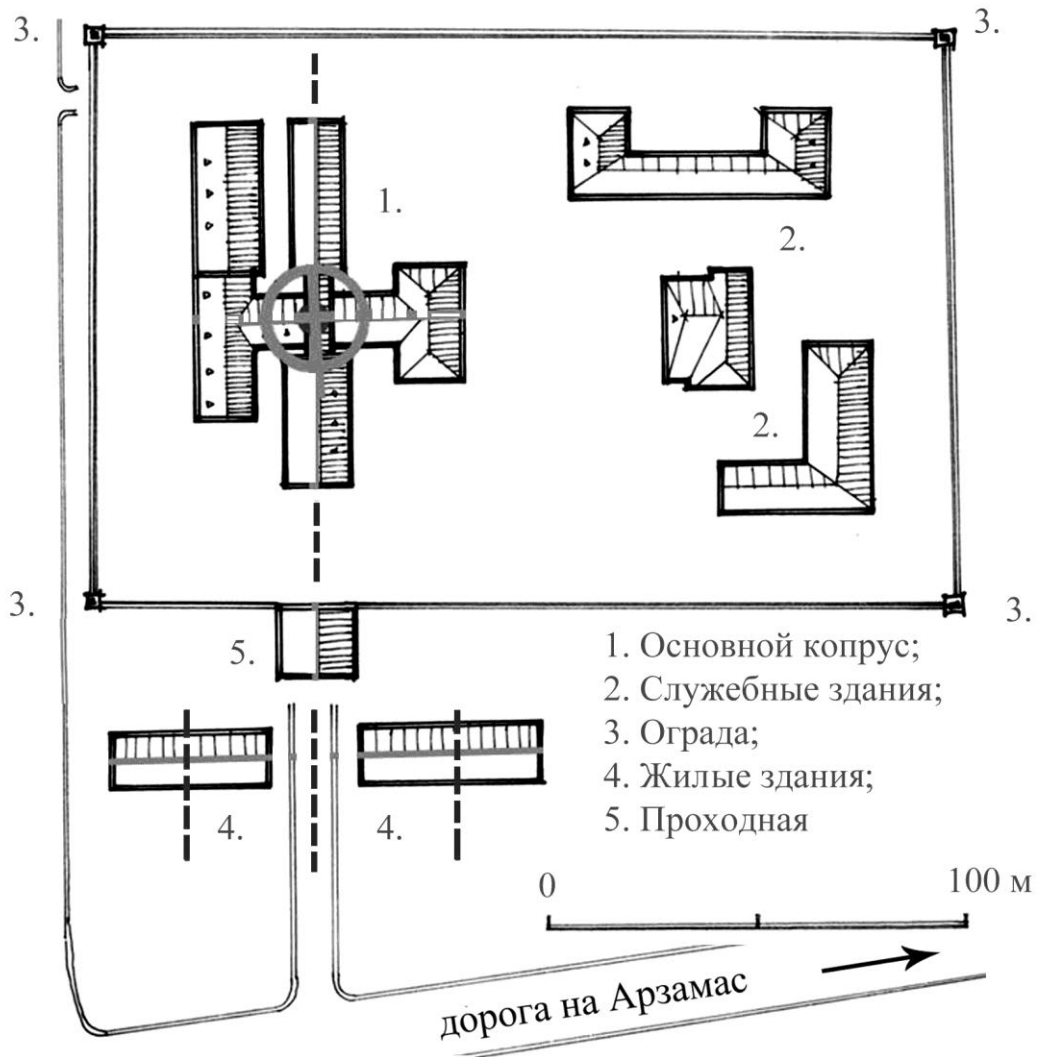 3.
3.
1.
2.
2.
3.
3.
5.
1. Основной копрус;
2. Служебные здания;
3. Ограда;
4. Жилые здания;
5. Проходная
4.
4.
0
100 м
дорога на Арзамас